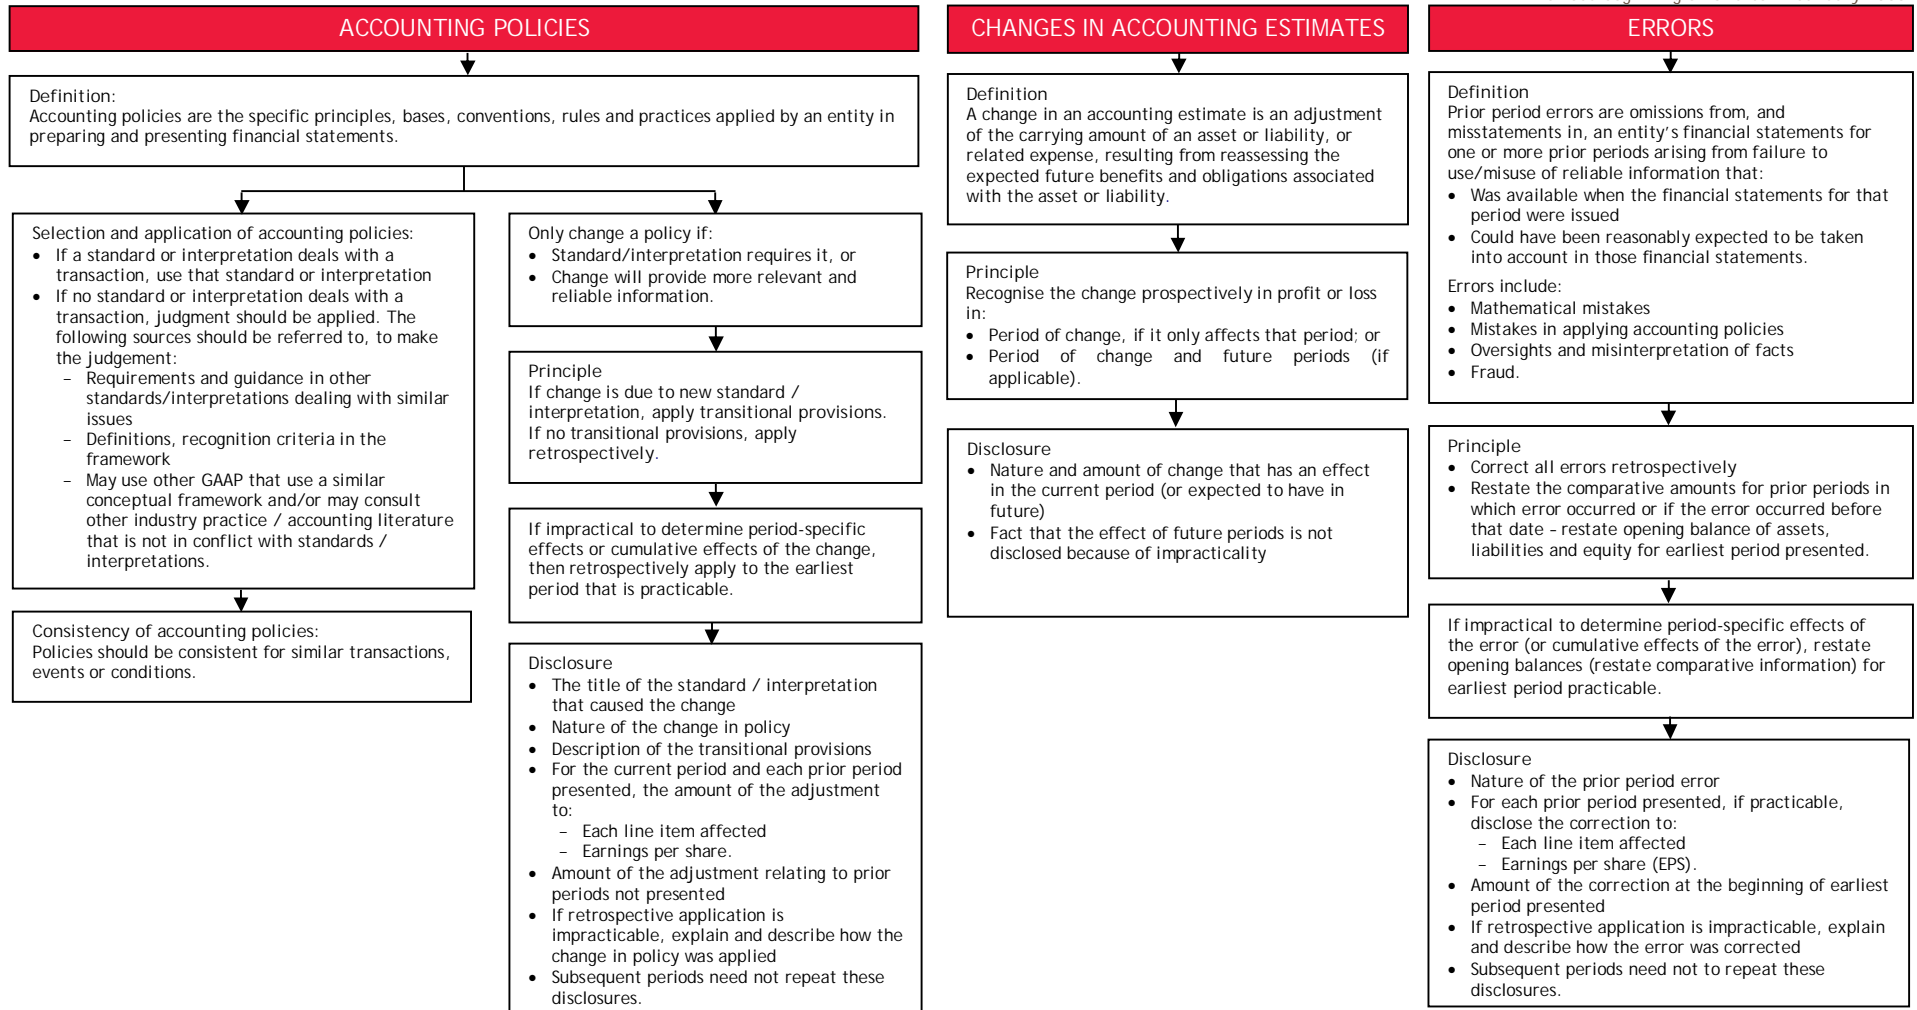 ACCOUNTING POLICIES
Definition:
Accounting policies are the specific principles, bases, conventions, rules and practices applied by an entity in
preparing and presenting financial statements.
Selection and application of accounting policies:
• If a standard or interpretation deals with a
transaction, use that standard or interpretation
• If no standard or interpretation deals with a
transaction, judgment should be applied. The
following sources should be referred to, to make
the judgement:
– Requirements and guidance in other
standards/interpretations dealing with similar
issues
– Definitions, recognition criteria in the
framework
– May use other GAAP that use a similar
conceptual framework and/or may consult
other industry practice / accounting literature
that is not in conflict with standards /
interpretations.
Consistency of accounting policies:
Policies should be consistent for similar transactions,
events or conditions.
Only change a policy if:
• Standard/interpretation requires it, or
• Change will provide more relevant and
reliable information.
Principle
If change is due to new standard /
interpretation, apply transitional provisions.
If no transitional provisions, apply
retrospectively.
If impractical to determine period-specific
effects or cumulative effects of the change,
then retrospectively apply to the earliest
period that is practicable.
Disclosure
• The title of the standard / interpretation
that caused the change
• Nature of the change in policy
• Description of the transitional provisions
• For the current period and each prior period
presented, the amount of the adjustment
to:
– Each line item affected
– Earnings per share.
• Amount of the adjustment relating to prior
periods not presented
• If retrospective application is
impracticable, explain and describe how the
change in policy was applied
• Subsequent periods need not repeat these
disclosures.
CHANGES IN ACCOUNTING ESTIMATES
Definition
A change in an accounting estimate is an adjustment
of the carrying amount of an asset or liability, or
related expense, resulting from reassessing the
expected future benefits and obligations associated
with the asset or liability.
Principle
Recognise the change prospectively in profit or loss
in:
• Period of change, if it only affects that period; or
• Period of change and future periods (if
applicable).
Disclosure
• Nature and amount of change that has an effect
in the current period (or expected to have in
future)
• Fact that the effect of future periods is not
disclosed because of impracticality
ERRORS
Definition
Prior period errors are omissions from, and
misstatements in, an entity's financial statements for
one or more prior periods arising from failure to
use/misuse of reliable information that:
• Was available when the financial statements for that
period were issued
• Could have been reasonably expected to be taken
into account in those financial statements.
Errors include:
• Mathematical mistakes
• Mistakes in applying accounting policies
• Oversights and misinterpretation of facts
• Fraud.
Principle
• Correct all errors retrospectively
• Restate the comparative amounts for prior periods in
which error occurred or if the error occurred before
that date – restate opening balance of assets,
liabilities and equity for earliest period presented.
If impractical to determine period-specific effects of
the error (or cumulative effects of the error), restate
opening balances (restate comparative information) for
earliest period practicable.
Disclosure
• Nature of the prior period error
• For each prior period presented, if practicable,
disclose the correction to:
– Each line item affected
– Earnings per share (EPS).
• Amount of the correction at the beginning of earliest
period presented
• If retrospective application is impracticable, explain
and describe how the error was corrected
• Subsequent periods need not to repeat these
disclosures.